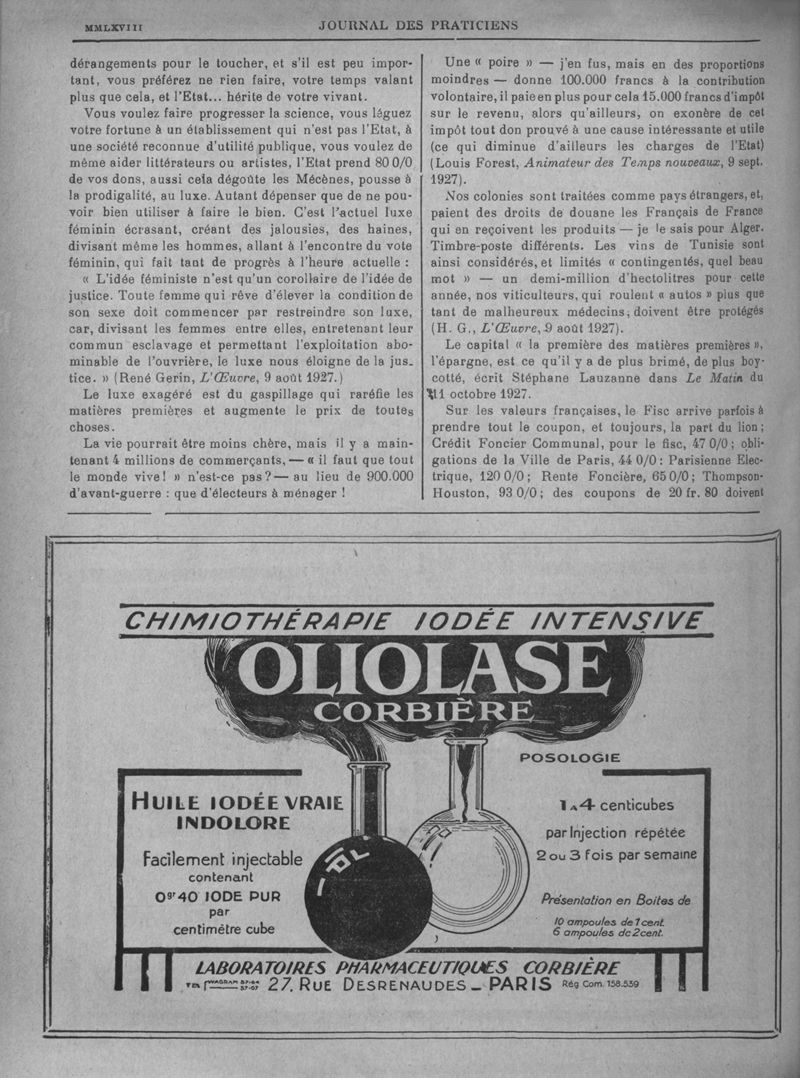 MMLXVIII
JOURNAL DES PRATICIENS
dérangements pour le toucher, et s'il est peu impor-
tant, vous préférez ne rien faire, votre temps valant
plus que cela, et l'Etat... hérite de votre vivant.
Vous voulez faire progresser la science, vous léguez
votre fortune à un établissement qui n'est pas l'Etat, à
une société reconnue d'utilité publique, vous voulez de
même aider littérateurs ou artistes, l'Etat prend 80 0/0
de vos dons, aussi cela dégoûte les Mécènes, pousse à
la prodigalité, au luxe. Autant dépenser que de ne pou-
voir bien utiliser à faire le bien. C'est l'actuel luxe
féminin écrasant, créant des jalousies, des haines,
divisant même les hommes, allant à l'encontre du vote
féminin, qui fait tant de progrès à l'heure actuelle :
« L'idée féministe n'est qu'un corollaire de l'idée de
justice. Toute femme qui rêve d'élever la condition de
son sexe doit commencer par restreindre son luxe,
car, divisant les femmes entre elles, entretenant leur
commun esclavage et permettant l'exploitation abo-
minable de l'ouvrière, le luxe nous éloigne de la jus-
tice. » (René Gerin, L'Œuvre, 9 août 1927.)
Le luxe exagéré est du gaspillage qui raréfie les
matières premières et augmente le prix de toutes
choses.
La vie pourrait être moins chère, mais il y a main-
tenant 4 millions de commerçants, — « il faut que tout
le monde vive! » n'est-ce pas? — au lieu de 900.000
d'avant-guerre : que d'électeurs à ménager !
Une « poire » — j'en fus, mais en des proportions
moindres — donne 100.000 francs à la contribution
volontaire, il paie en plus pour cela 15.000 francs d'impôt
sur le revenu, alors qu'ailleurs, on exonère de cet
impôt tout don prouvé à une cause intéressante et utile
(ce qui diminue d'ailleurs les charges de l'Etat)
(Louis Forest, Animateur des Temps nouveaux, 9 sept.
1927).
Nos colonies sont traitées comme pays étrangers, et,
paient des droits de douane les Français de France
qui en reçoivent les produits — je le sais pour Alger.
Timbre-poste différents. Les vins de Tunisie sont
ainsi considérés, et limités « contingentés, quel beau
mot » — un demi-million d'hectolitres pour cette
année, nos viticulteurs, qui roulent « autos » plus que
tant de malheureux médecins, doivent être protégés
(H. G., L'Œuvre, 9 août 1927).
Le capital « la première des matières premières »,
l'épargne, est ce qu'il y a de plus brimé, de plus boy-
cotté, écrit Stéphane Lauzanne dans Le Matin du
11 octobre 1927.
Sur les valeurs françaises, le Fisc arrive parfois à
prendre tout le coupon, et toujours, la part du lion ;
Crédit Foncier Communal, pour le fisc, 47 0/0 ; obli-
gations de la Ville de Paris, 44 0/0 : Parisienne Elec-
trique, 120 0/0 ; Rente Foncière, 65 0/0 ; Thompson-
Houston, 93 0/0 ; des coupons de 20 fr. 80 doivent
CHIMIOTHÉRAPIE IODÉE INTENSIVE
OLIOLASE
CORBIÈRE
HUILE IODÉE VRAIE
INDOLORE
Facilement injectable
contenant
0gr40 IODE PUR
par
centimètre cube
POSOLOGIE
1 A 4 centicubes
par Injection répétée
2 ou 3 fois par semaine
Présentation en Boites de
10 ampoules de 1 cent.
6 ampoules de 2 cent.
LABORATOIRES PHARMACEUTIQUES CORBIÈRE
27, RUE DESRENAUDES - PARIS Rég Com. 158.539